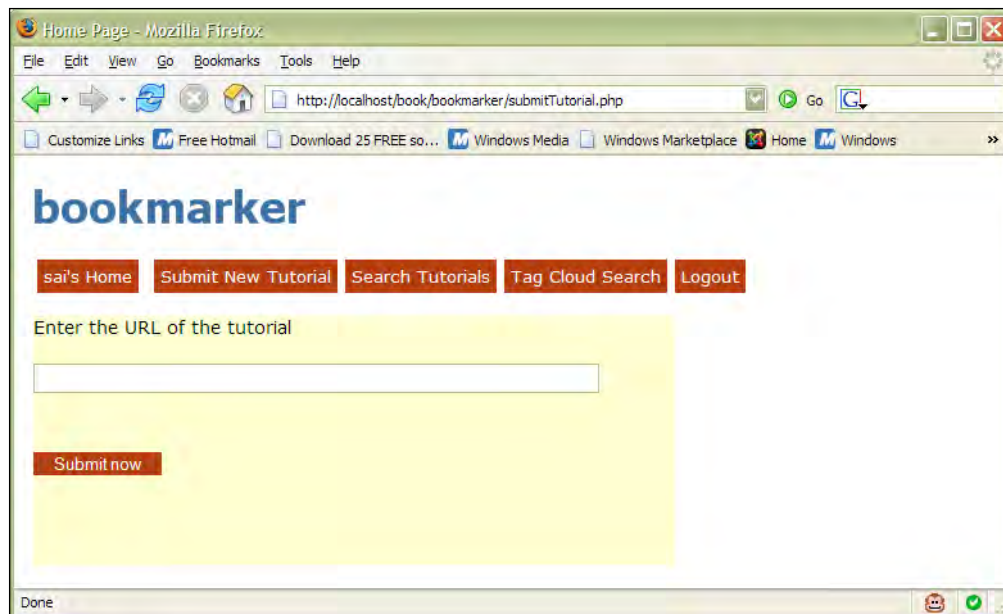 Home Page - Mozilla Firefox
File Edit View Go Bookmarks Tools Help
http://localhost/book/bookmarker/submitTutorial.php Go G
Customize Links Free Hotmail Download 25 FREE so... Windows Media Windows Marketplace Home Windows »
bookmarker
sai's Home Submit New Tutorial Search Tutorials Tag Cloud Search Logout
Enter the URL of the tutorial
Submit now
Done